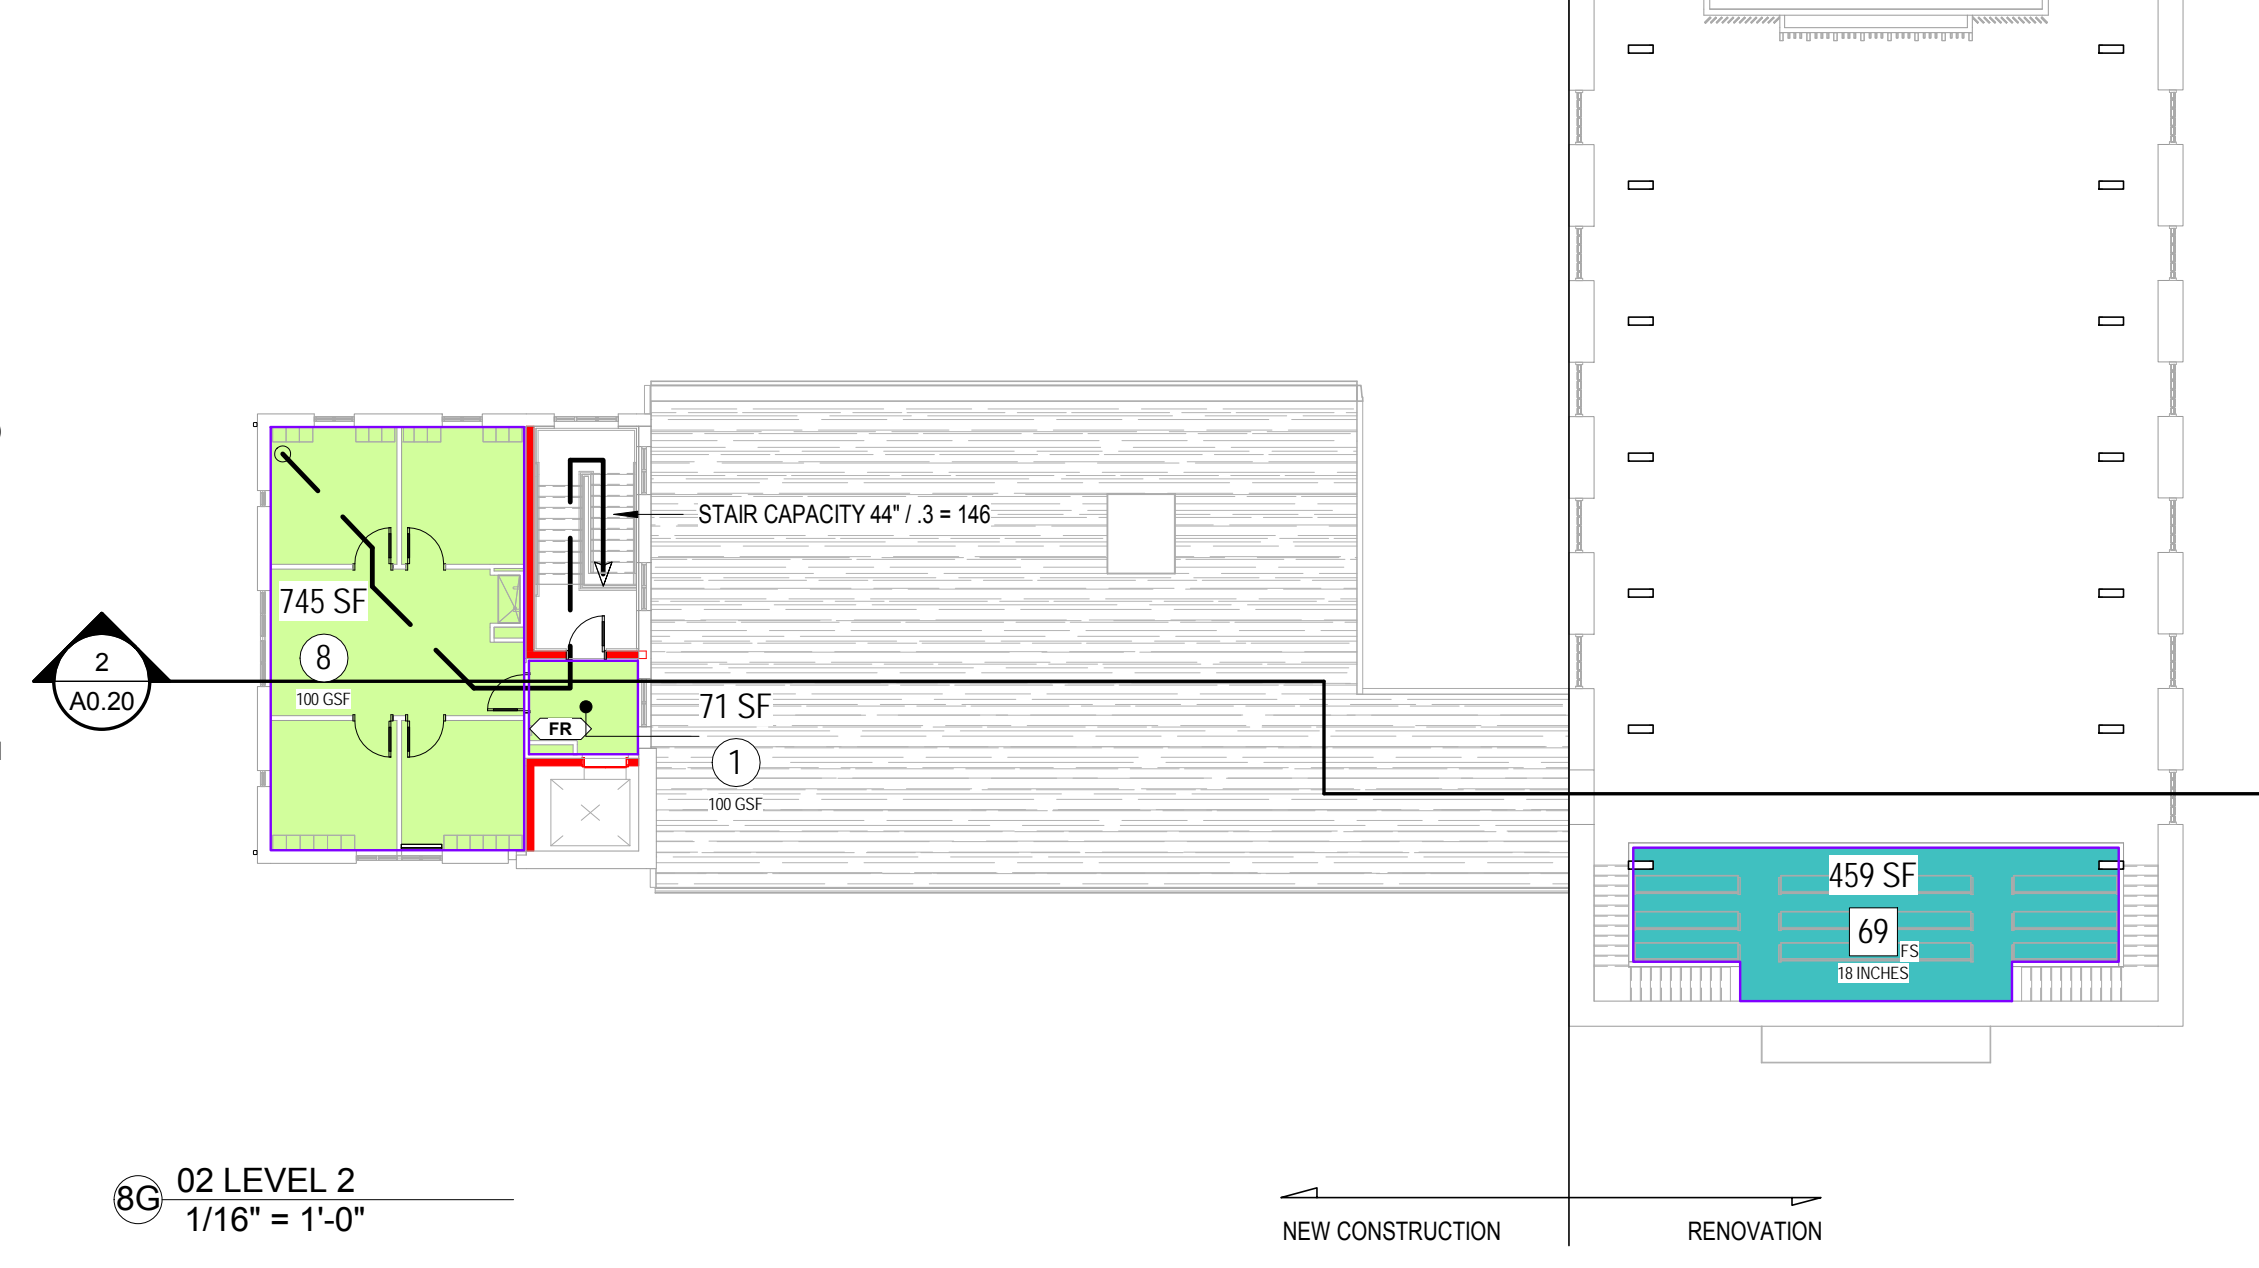 STAIR CAPACITY 44" / .3 = 146
745 SF
8
100 GSF
2
A0.20
FR
71 SF
1
100 GSF
459 SF
69
FS
18 INCHES
8G
02 LEVEL 2
1/16" = 1'-0"
NEW CONSTRUCTION
RENOVATION